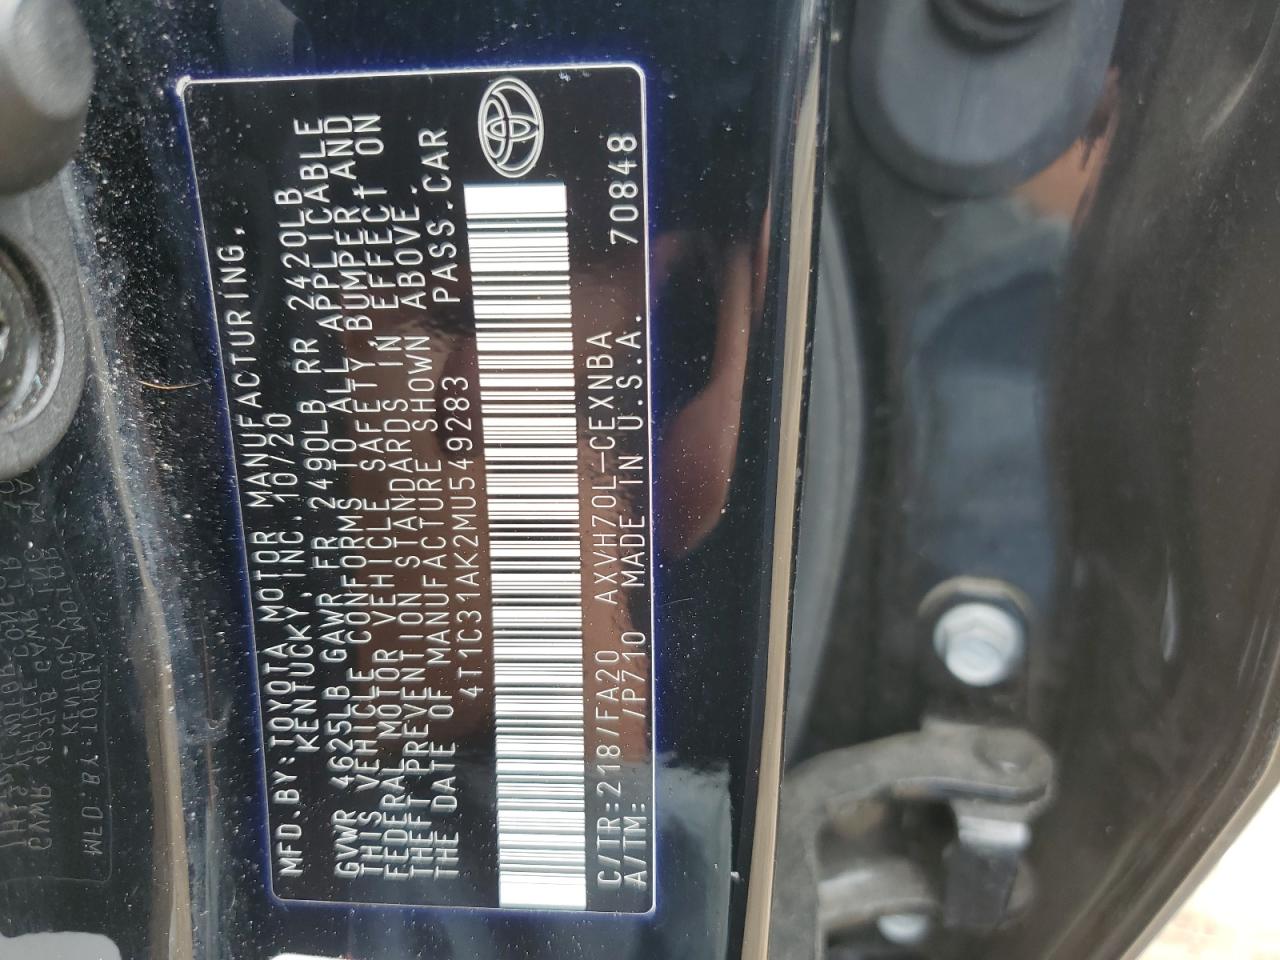 MFD.BY:TOYOTA MOTOR MANUFACTURING,
KENTUCKY,INC. 10/20
GVWR 4625LB GAWR FR 2490LB RR 2420LB
THIS VEHICLE CONFORMS TO ALL APPLICABLE
FEDERAL MOTOR VEHICLE SAFETY, BUMPER, AND
THEFT PREVENTION STANDARDS IN EFFECT ON
THE DATE OF MANUFACTURE SHOWN ABOVE.
4T1C31AK2MU549283 PASS.CAR
C/TR:218/FA20 AXVH70L-CEXNBA 70848
A/TM: /P710 MADE IN U.S.A.